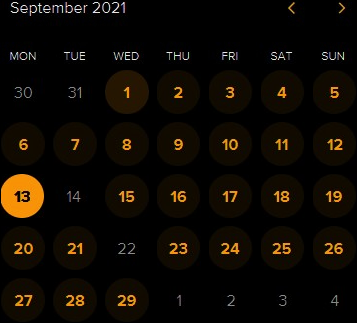 September 2021
MON TUE WED THU FRI SAT SUN
30 31 1 2 3 4 5
6 7 8 9 10 11 12
13 14 15 16 17 18 19
20 21 22 23 24 25 26
27 28 29 1 2 3 4